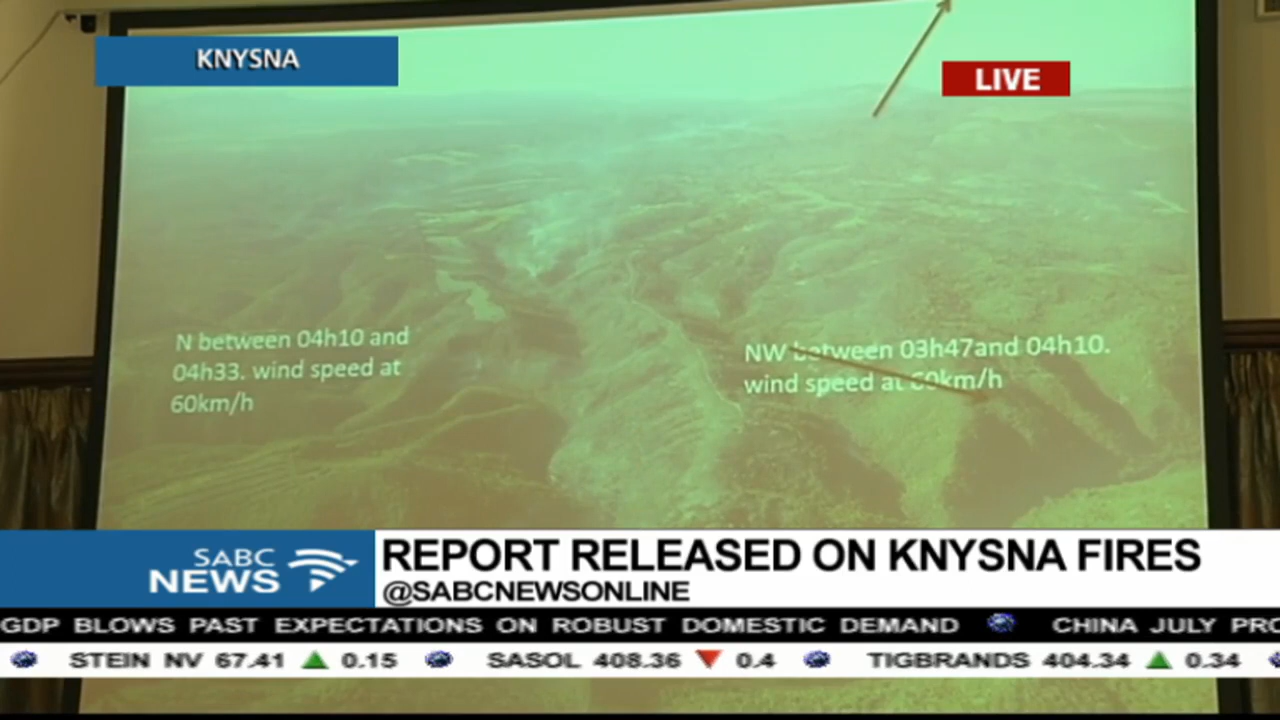 KNYSNA
LIVE
N between 04h10 and
04h33. wind speed at
60km/h
NW between 03h47and 04h10.
wind speed at 60km/h
SABC
NEWS
REPORT RELEASED ON KNYSNA FIRES
@SABCNEWSONLINE
GDP BLOWS PAST EXPECTATIONS ON ROBUST DOMESTIC DEMAND CHINA JULY PRO
STEIN NV 67.41 ▲ 0.15 SASOL 408.36 ▼ 0.4 TIGBRANDS 404.34 ▲ 0.34